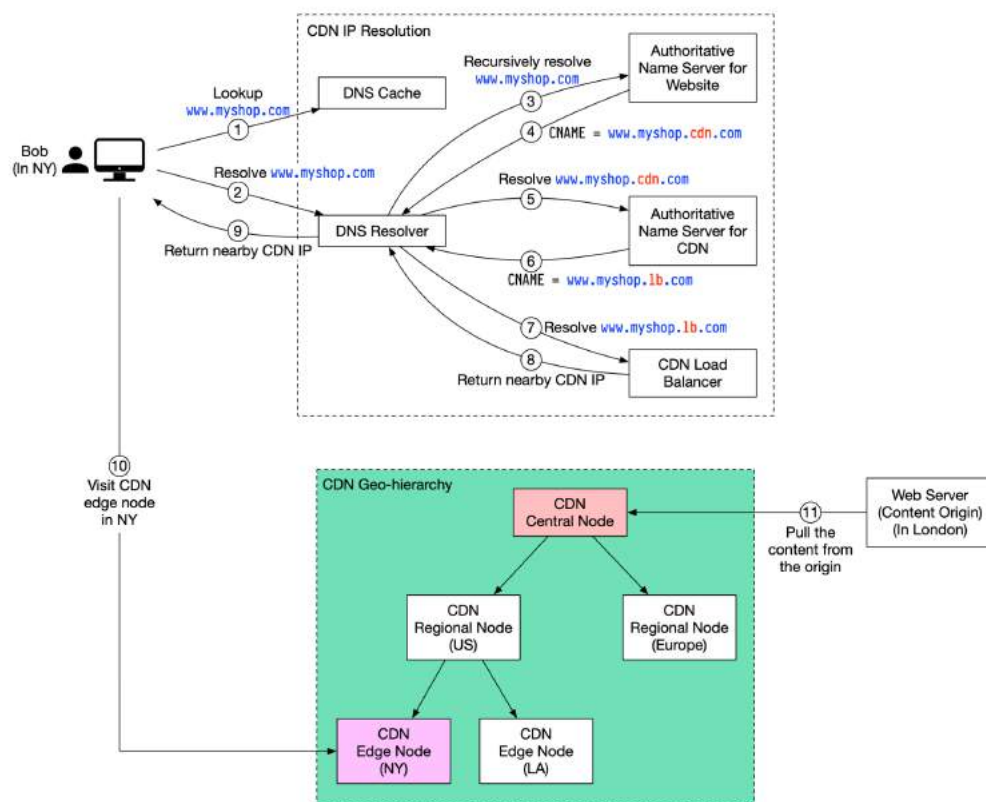 CDN IP Resolution
Lookup
www.myshop.com
1
DNS Cache
Recursively resolve
www.myshop.com
3
Authoritative
Name Server for
Website
4
CNAME = www.myshop.cdn.com
Bob
(In NY)
Resolve www.myshop.com
2
Resolve www.myshop.cdn.com
5
9
Return nearby CDN IP
DNS Resolver
Authoritative
Name Server for
CDN
6
CNAME = www.myshop.lb.com
7
Resolve www.myshop.lb.com
8
Return nearby CDN IP
CDN Load
Balancer
10
Visit CDN
edge node
in NY
CDN Geo-hierarchy
CDN
Central Node
11
Pull the
content from
the origin
Web Server
(Content Origin)
(In London)
CDN
Regional Node
(US)
CDN
Regional Node
(Europe)
CDN
Edge Node
(NY)
CDN
Edge Node
(LA)